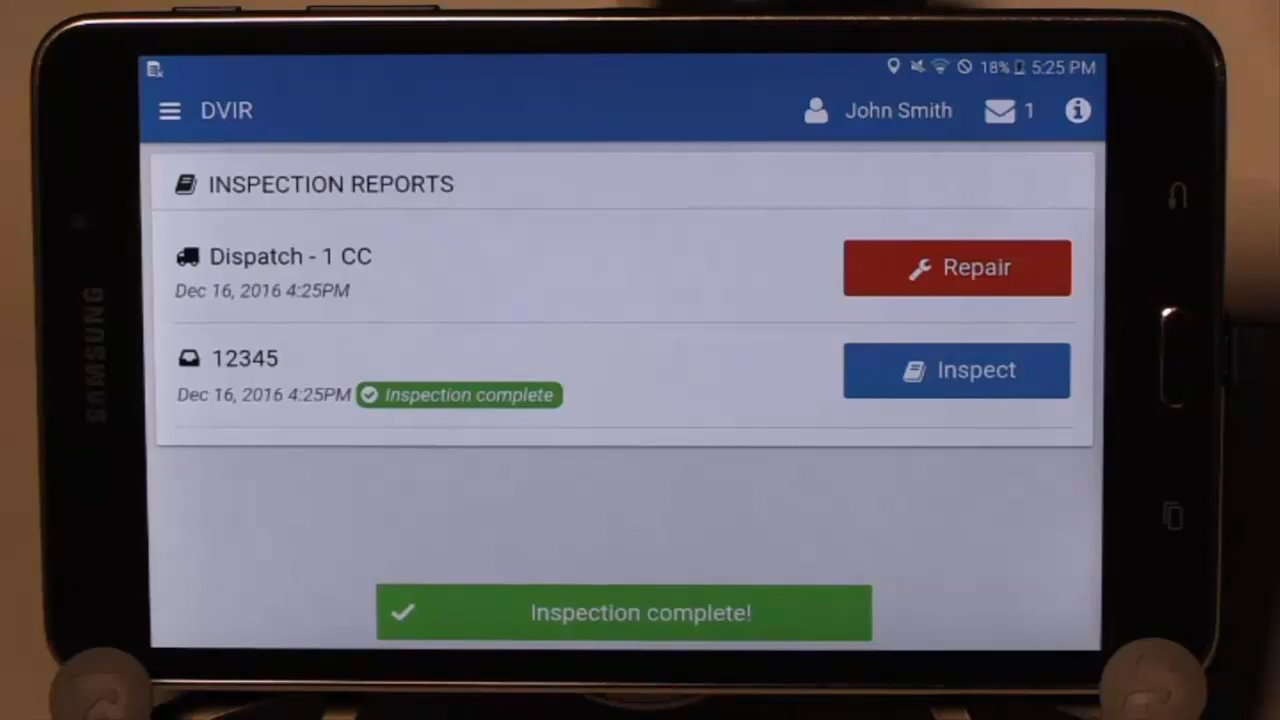 18% 5:25 PM
DVIR John Smith 1
INSPECTION REPORTS
Dispatch - 1 CC
Repair
Dec 16, 2016 4:25PM
12345
Inspect
Dec 16, 2016 4:25PM Inspection complete
Inspection complete!
SAMSUNG